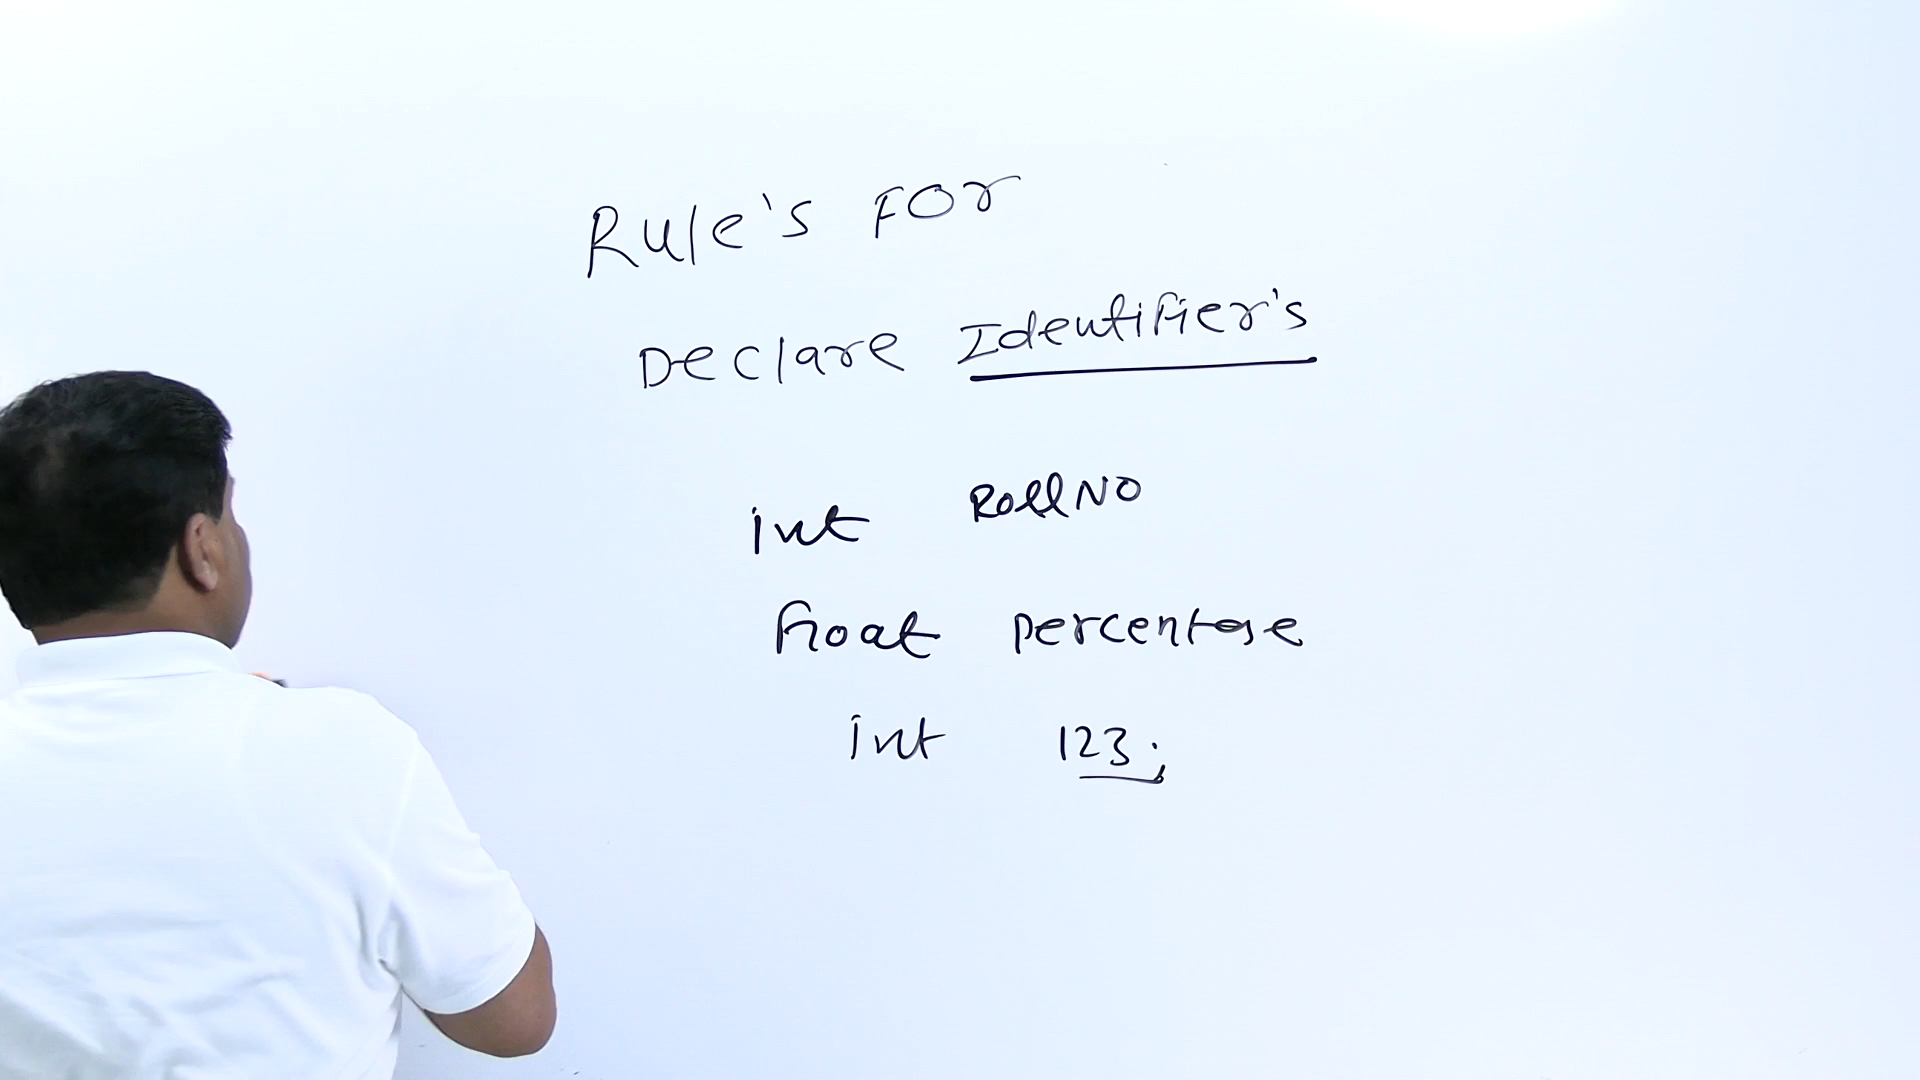 Rule's FOr
Declare Identifier's
int RollNO
float percentage
int 123;